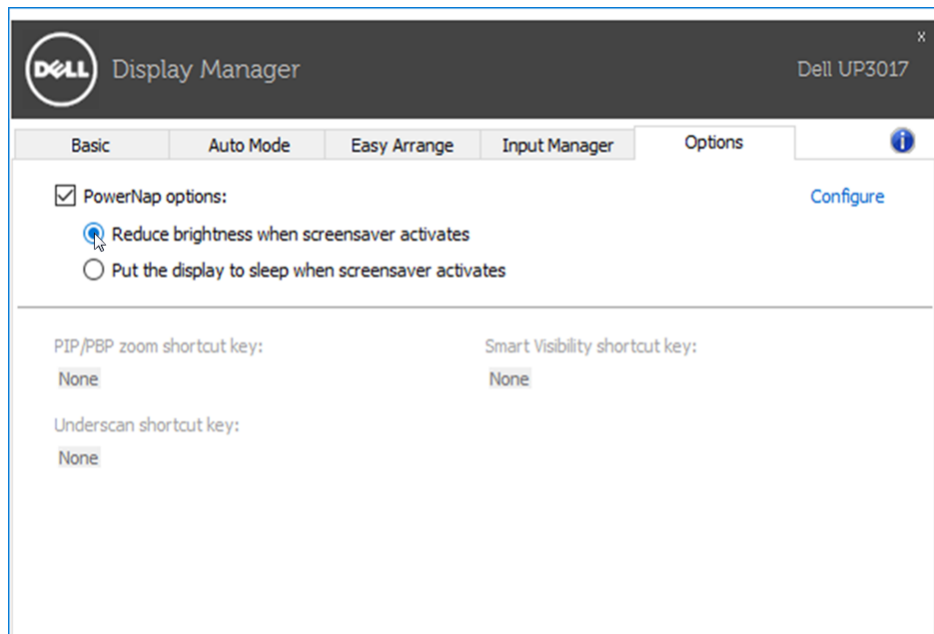 x
DELL Display Manager Dell UP3017
Basic Auto Mode Easy Arrange Input Manager Options i
PowerNap options: Configure
Reduce brightness when screensaver activates
Put the display to sleep when screensaver activates
PIP/PBP zoom shortcut key: Smart Visibility shortcut key:
None None
Underscan shortcut key:
None